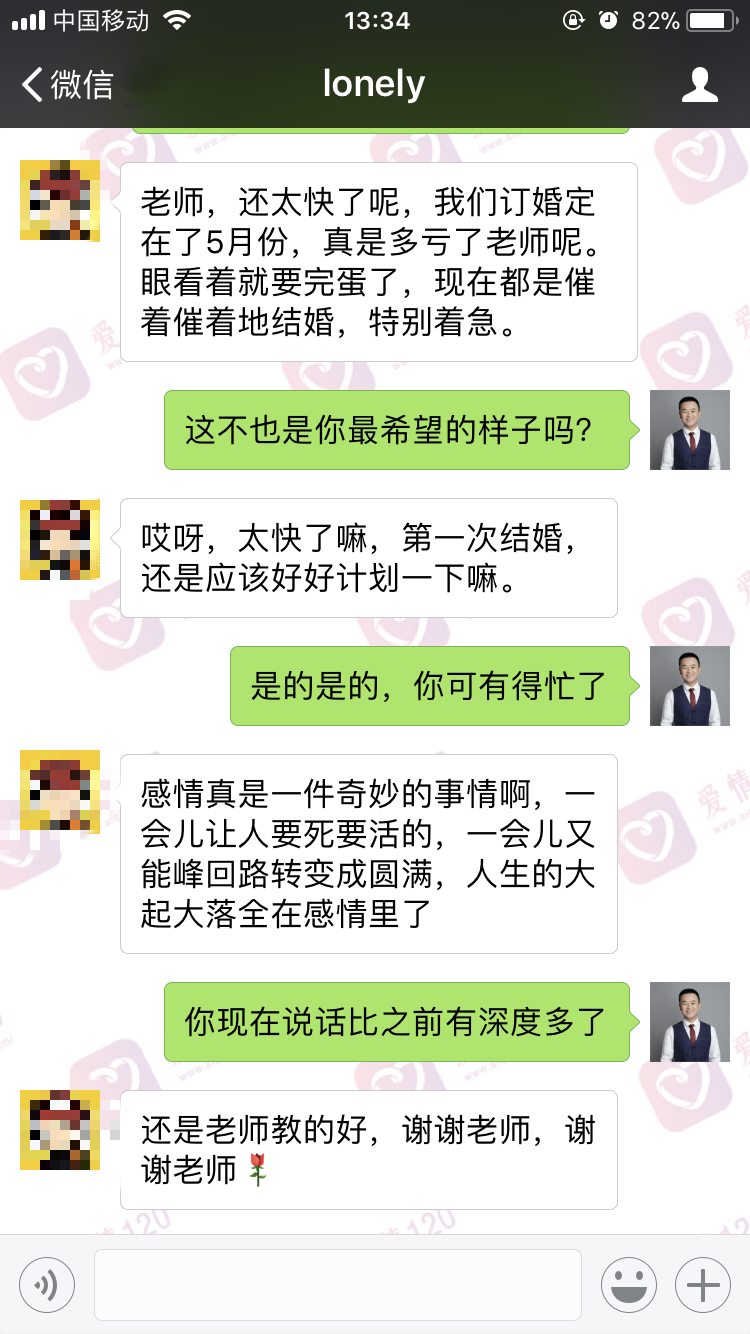 中国移动 13:34 82%
微信 lonely
老师，还太快了呢，我们订婚定
在了5月份，真是多亏了老师呢。
眼看着就要完蛋了，现在都是催
着催着地结婚，特别着急。
这不也是你最希望的样子吗?
哎呀，太快了嘛，第一次结婚，
还是应该好好计划一下嘛。
是的是的，你可有得忙了
感情真是一件奇妙的事情啊，一
会儿让人要死要活的，一会儿又
能峰回路转变成圆满，人生的大
起大落全在感情里了
你现在说话比之前有深度多了
还是老师教的好，谢谢老师，谢
谢老师